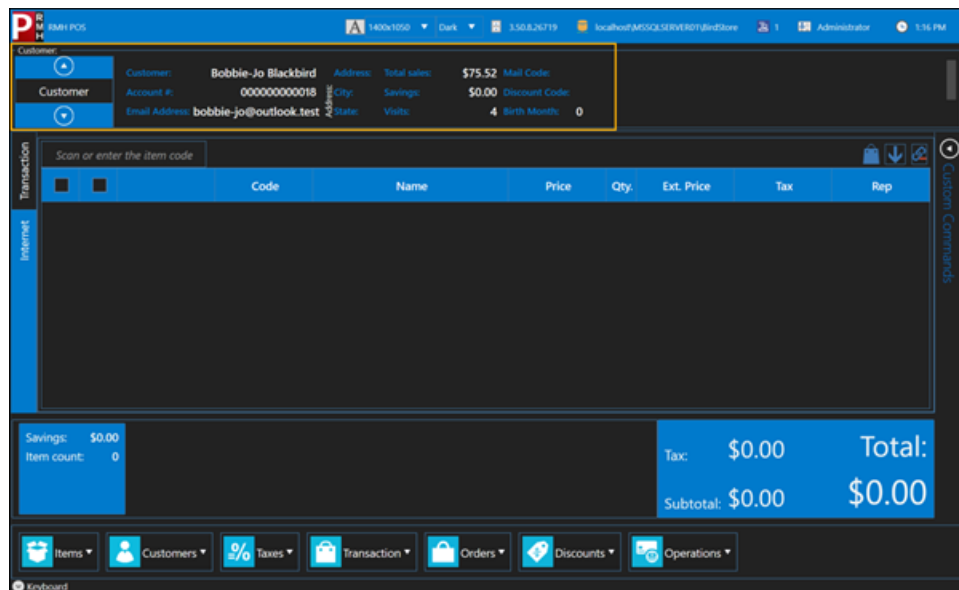 P R M H RMH POS A 1400x1050 Dark 3.50.8.26719 localhost\MSSQLSERVER01\BirdStore 1 Administrator 1:16 PM
Customer:
Customer
Customer: Bobbie-Jo Blackbird Address: Total sales: $75.52 Mail Code:
Account #: 000000000018 City: Savings: $0.00 Discount Code:
Email Address: bobbie-jo@outlook.test State: Visits: 4 Birth Month: 0
Address
Transaction
Internet
Scan or enter the item code
Code Name Price Qty. Ext. Price Tax Rep
Custom Commands
Savings: $0.00
Item count: 0
Tax: $0.00 Total:
Subtotal: $0.00 $0.00
Items Customers Taxes Transaction Orders Discounts Operations
Keyboard